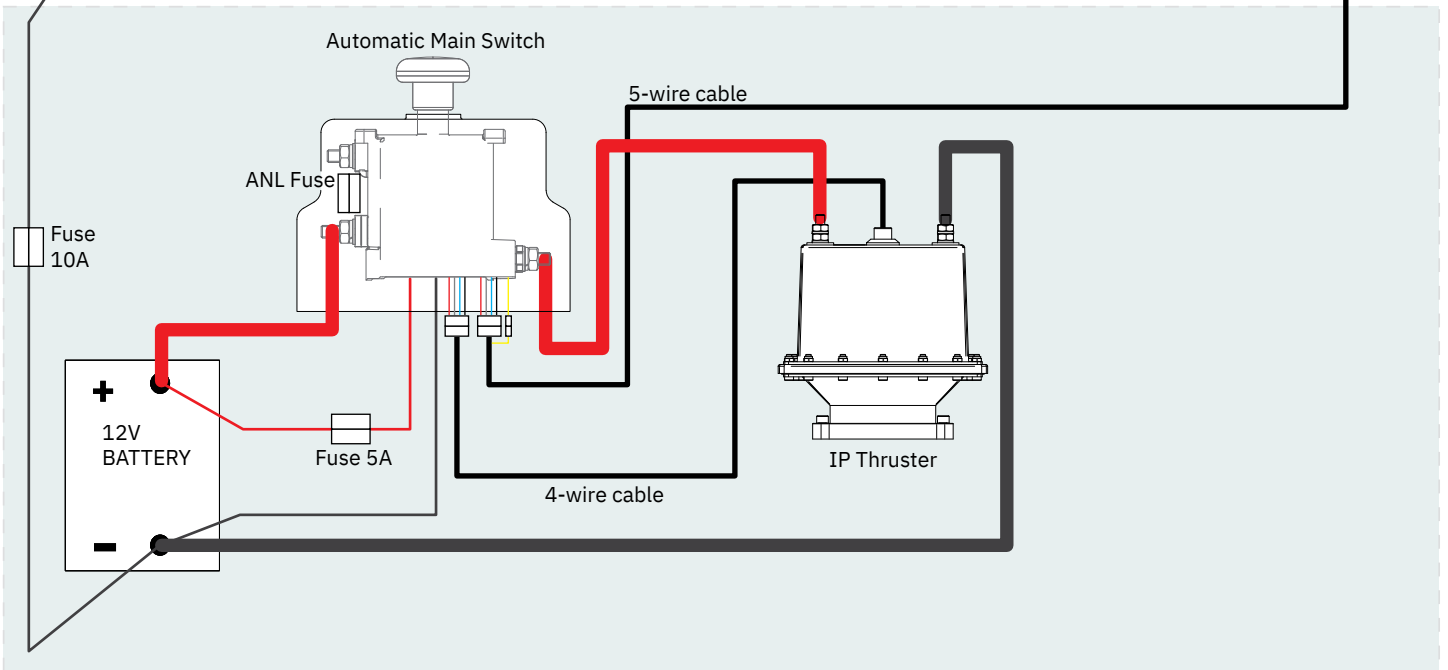 Automatic Main Switch
5-wire cable
ANL Fuse
Fuse
10A
+
12V
BATTERY
Fuse 5A
IP Thruster
4-wire cable
-